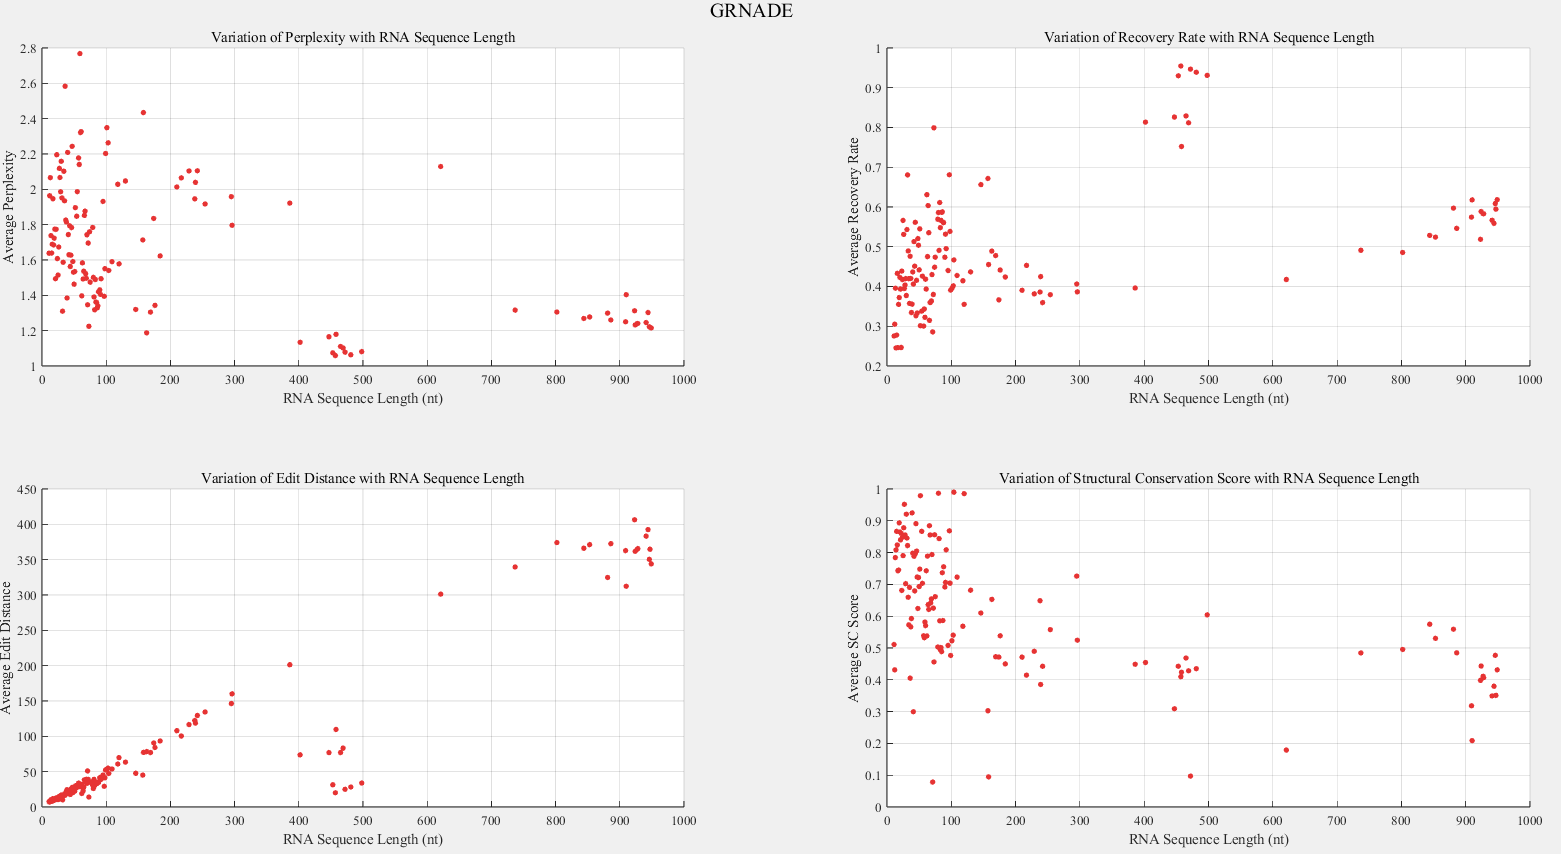 GRNADE
Variation of Perplexity with RNA Sequence Length
2.8
2.6
2.4
2.2
2
1.8
1.6
1.4
1.2
1
Average Perplexity
0 100 200 300 400 500 600 700 800 900 1000
RNA Sequence Length (nt)
Variation of Recovery Rate with RNA Sequence Length
1
0.9
0.8
0.7
0.6
0.5
0.4
0.3
0.2
Average Recovery Rate
0 100 200 300 400 500 600 700 800 900 1000
RNA Sequence Length (nt)
Variation of Edit Distance with RNA Sequence Length
450
400
350
300
250
200
150
100
50
0
Average Edit Distance
0 100 200 300 400 500 600 700 800 900 1000
RNA Sequence Length (nt)
Variation of Structural Conservation Score with RNA Sequence Length
1
0.9
0.8
0.7
0.6
0.5
0.4
0.3
0.2
0.1
0
Average SC Score
0 100 200 300 400 500 600 700 800 900 1000
RNA Sequence Length (nt)